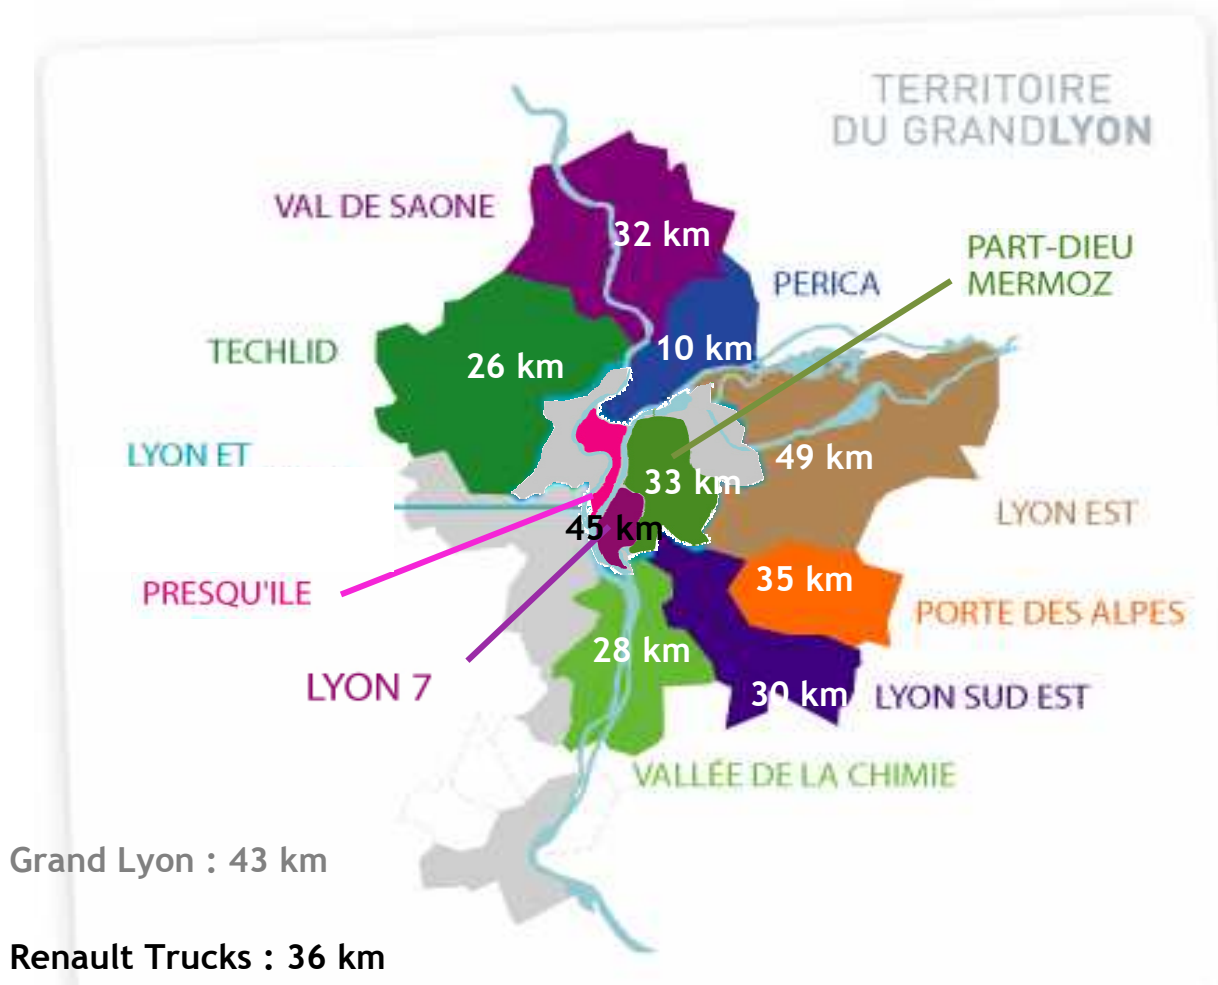 TERRITOIRE
DU GRANDLYON
VAL DE SAONE
32 km
PART-DIEU
MERMOZ
PERICA
TECHLID
10 km
26 km
LYON ET
49 km
33 km
LYON EST
45 km
35 km
PRESQU'ILE
PORTE DES ALPES
28 km
LYON 7
30 km
LYON SUD EST
VALLÉE DE LA CHIMIE
Grand Lyon : 43 km
Renault Trucks : 36 km